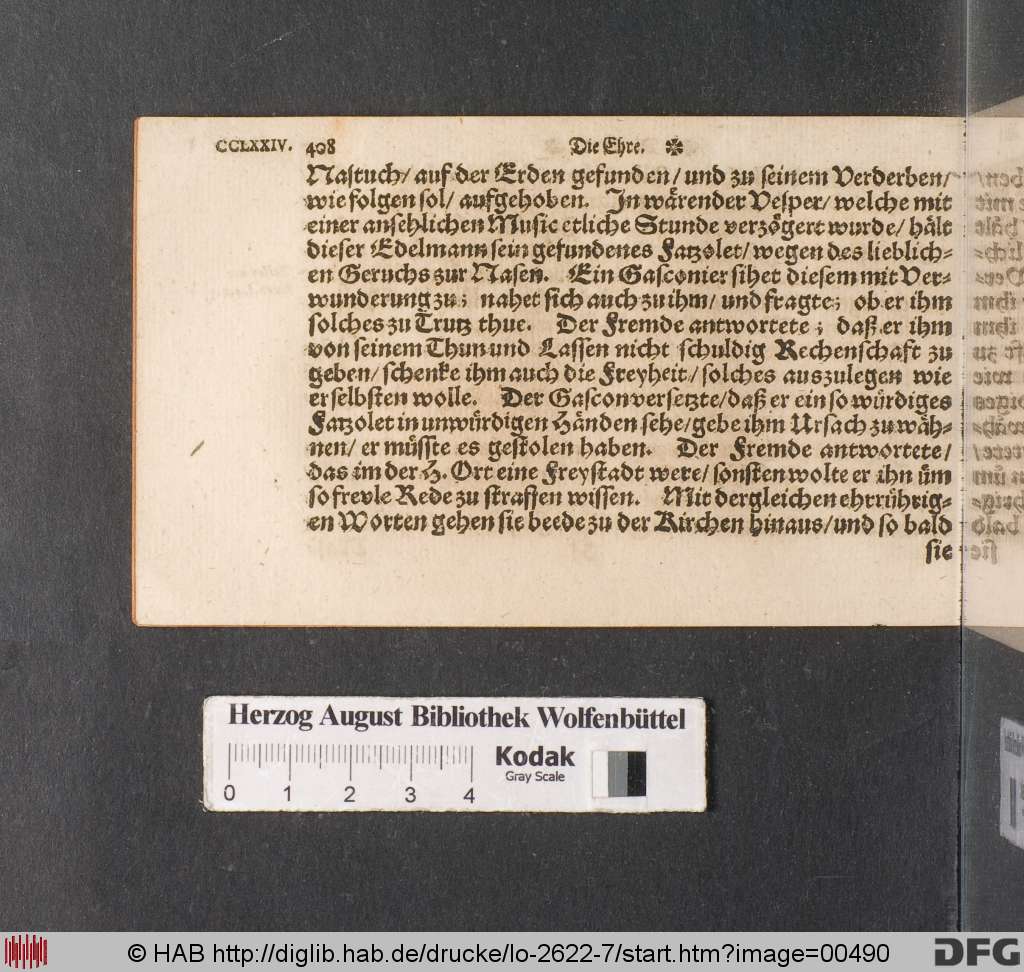 CCLXXIV. 408 Die Ehre. ✠
Nastuch/ auf der Erden gefunden/ und zu seinem Verderben/
wie folgen sol/ aufgehoben. In wärender Vesper/ welche mit
einer ansehlichen Music etliche Stunde verzögert wurde/ hält
dieser Edelmann sein gefundenes Fatzolet/ wegen des lieblich-
en Geruchs zur Nasen. Ein Gasconier sihet diesem mit Ver-
wunderung zu; nahet sich auch zu ihm/ und fragte; ob er ihm
solches zu Trutz thue. Der Fremde antwortete; daß er ihm
von seinem Thun und Lassen nicht schuldig Rechenschaft zu
geben/ schenke ihm auch die Freyheit/ solches auszulegen wie
er selbsten wolle. Der Gascon versetzte/ daß er ein so würdiges
Fatzolet in unwürdigen Händen sehe/ gebe ihm Ursach zu wäh-
nen/ er müsste es gestolen haben. Der Fremde antwortete/
das im der H. Ort eine Freystadt were/ sonsten wolte er ihn üm
so frevle Rede zu straffen wissen. Mit dergleichen ehrrührig-
en Worten gehen sie beede zu der Kirchen hinaus/ und so bald
sie
Herzog August Bibliothek Wolfenbüttel
0 1 2 3 4
Kodak
Gray Scale
© HAB http://diglib.hab.de/drucke/lo-2622-7/start.htm?image=00490
DFG